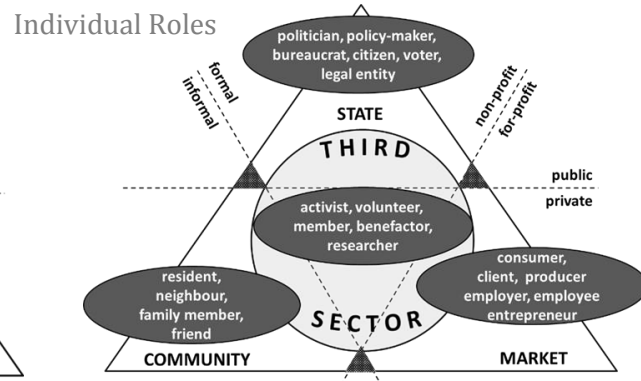 Individual Roles
politician, policy-maker,
bureaucrat, citizen, voter,
legal entity
formal
informal
non-profit
for-profit
STATE
THIRD
public
private
activist, volunteer,
member, benefactor,
researcher
resident,
neighbour,
family member,
friend
consumer,
client, producer
employer, employee
entrepreneur
SECTOR
COMMUNITY
MARKET